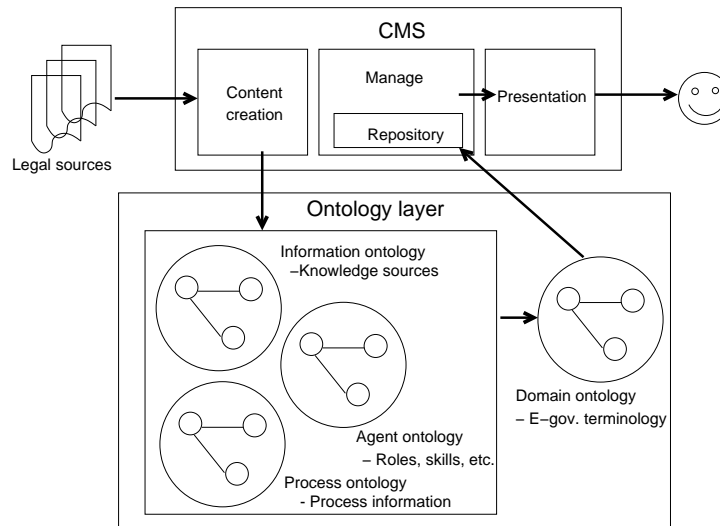 CMS
Content
creation
Manage
Repository
Presentation
Legal sources
Ontology layer
Information ontology
–Knowledge sources
Agent ontology
– Roles, skills, etc.
Process ontology
- Process information
Domain ontology
– E–gov. terminology